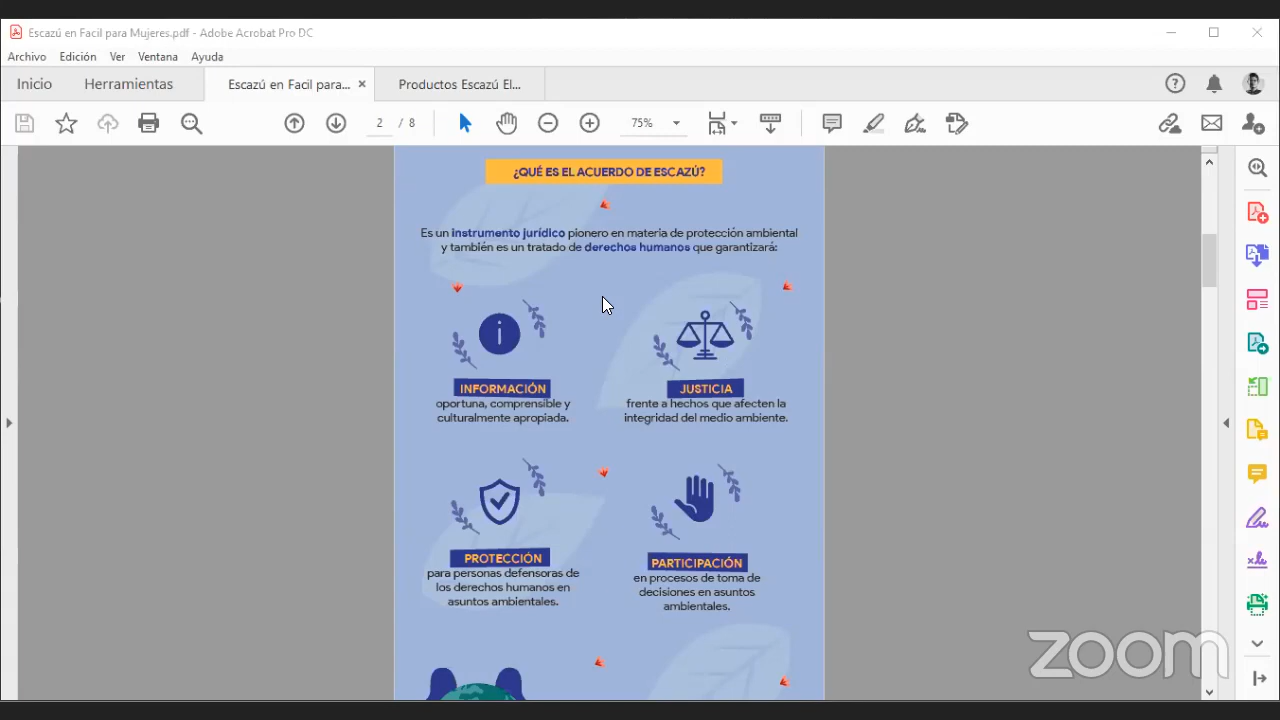 Escazú en Facil para Mujeres.pdf - Adobe Acrobat Pro DC
Archivo Edición Ver Ventana Ayuda
Inicio Herramientas Escazú en Facil para... × Productos Escazú El...
2 / 8 75%
¿QUÉ ES EL ACUERDO DE ESCAZÚ?
Es un instrumento jurídico pionero en materia de protección ambiental
y también es un tratado de derechos humanos que garantizará:
INFORMACIÓN
oportuna, comprensible y
culturalmente apropiada.
JUSTICIA
frente a hechos que afecten la
integridad del medio ambiente.
PROTECCIÓN
para personas defensoras de
los derechos humanos en
asuntos ambientales.
PARTICIPACIÓN
en procesos de toma de
decisiones en asuntos
ambientales.
zoom